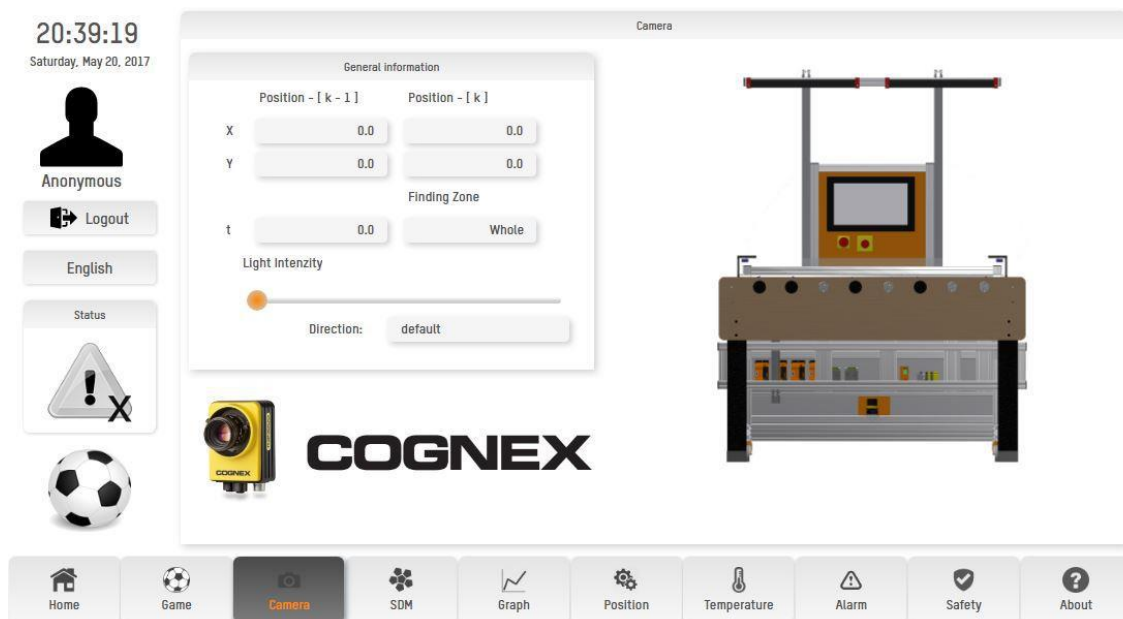 20:39:19
Saturday, May 20, 2017
Anonymous
Logout
English
Status
X
Camera
General information
Position - [ k - 1 ] Position - [ k ]
X 0.0 0.0
Y 0.0 0.0
Finding Zone
t 0.0 Whole
Light Intenzity
Direction: default
COGNEX
COGNEX
Home Game Camera SDM Graph Position Temperature Alarm Safety About